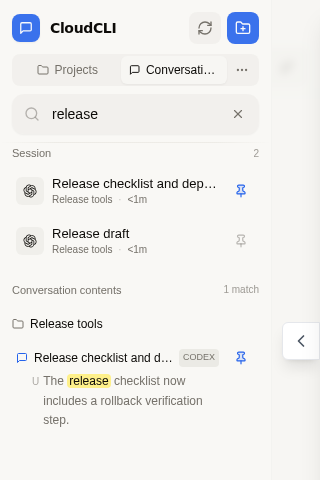 CloudCLI
Projects
Conversati…
release
Session
2
Release checklist and dep…
Release tools · <1m
Release draft
Release tools · <1m
Conversation contents
1 match
Release tools
Release checklist and d…
CODEX
U The release checklist now
includes a rollback verification
step.